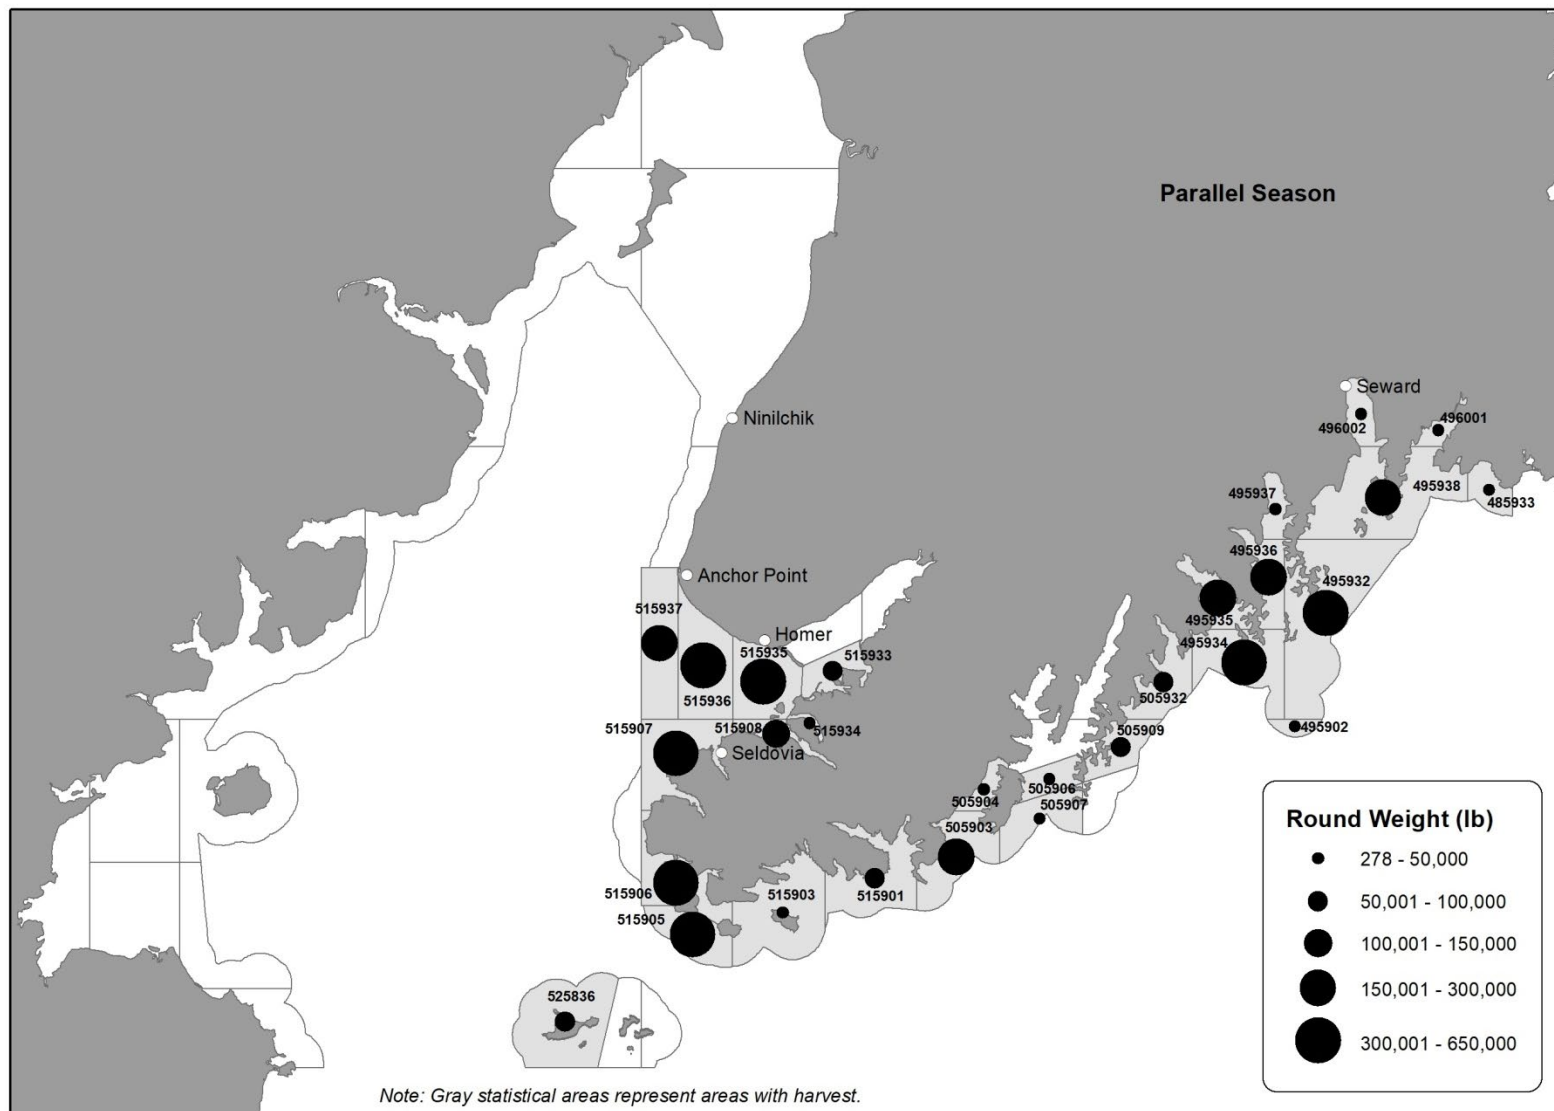 Parallel Season
Seward
496002
496001
Ninilchik
495937
495938
485933
495936
495932
Anchor Point
515937
Homer
515935
495935
495934
515933
515936
505932
515907
515908
515934
495902
505909
Seldovia
505904
505906
505907
505903
515906
515903
515901
515905
525836
Round Weight (lb)
278 - 50,000
50,001 - 100,000
100,001 - 150,000
150,001 - 300,000
300,001 - 650,000
Note: Gray statistical areas represent areas with harvest.